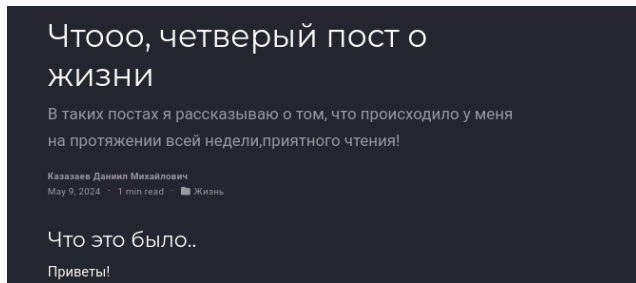 Чтооо, четверый пост о
жизни
В таких постах я рассказываю о том, что происходило у меня
на протяжении всей недели,приятного чтения!
Казазаев Даниил Михайлович
May 9, 2024 · 1 min read · Жизнь
Что это было..
Приветы!